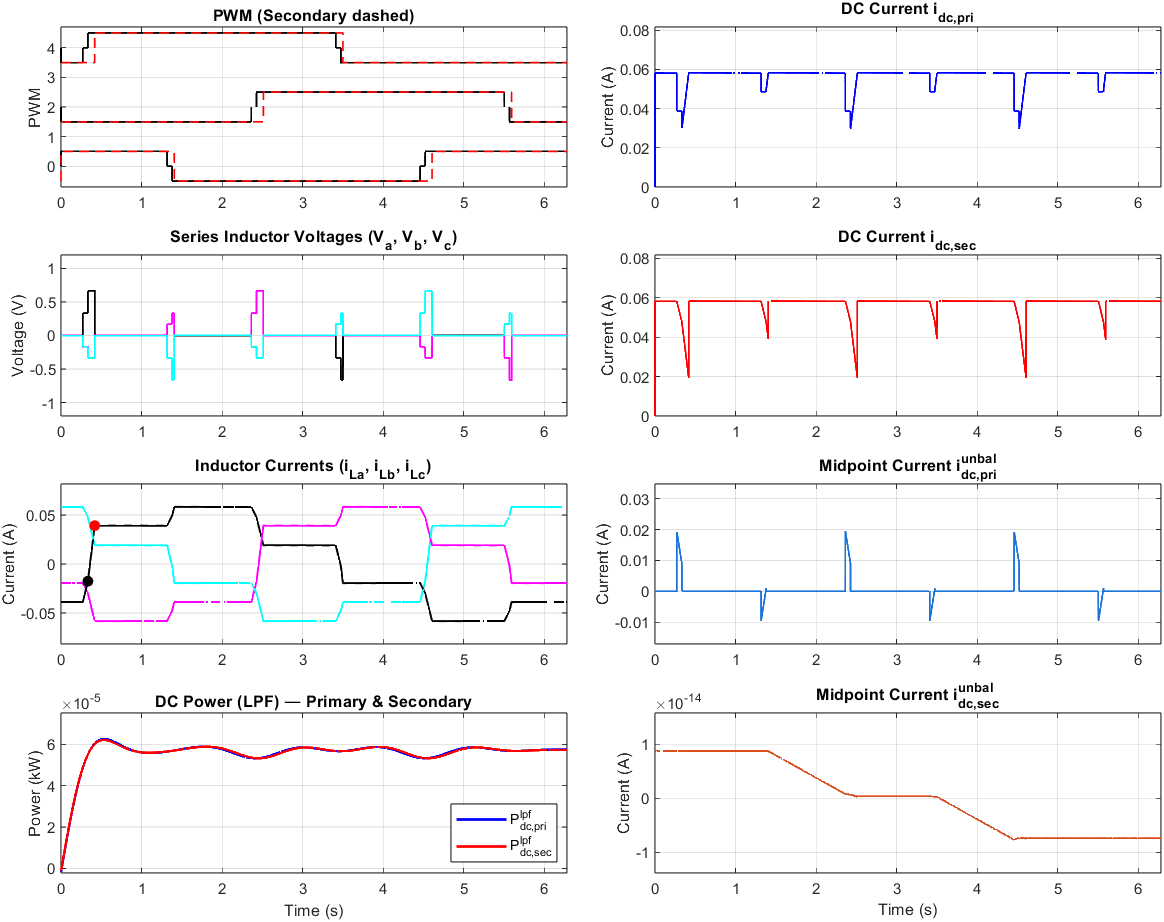 PWM (Secondary dashed)
PWM
4
3
2
1
0
0 1 2 3 4 5 6
DC Current i_dc,pri
Current (A)
0.08
0.06
0.04
0.02
0
0 1 2 3 4 5 6
Series Inductor Voltages (V_a, V_b, V_c)
Voltage (V)
1
0.5
0
-0.5
-1
0 1 2 3 4 5 6
DC Current i_dc,sec
Current (A)
0.08
0.06
0.04
0.02
0
0 1 2 3 4 5 6
Inductor Currents (i_La, i_Lb, i_Lc)
Current (A)
0.05
0
-0.05
0 1 2 3 4 5 6
Midpoint Current i_dc,pri^unbal
Current (A)
0.03
0.02
0.01
0
-0.01
0 1 2 3 4 5 6
DC Power (LPF) — Primary & Secondary
×10^-5
Power (kW)
6
4
2
0
P_dc,pri^lpf
P_dc,sec^lpf
0 1 2 3 4 5 6
Time (s)
Midpoint Current i_dc,sec^unbal
×10^-14
Current (A)
1
0
-1
0 1 2 3 4 5 6
Time (s)